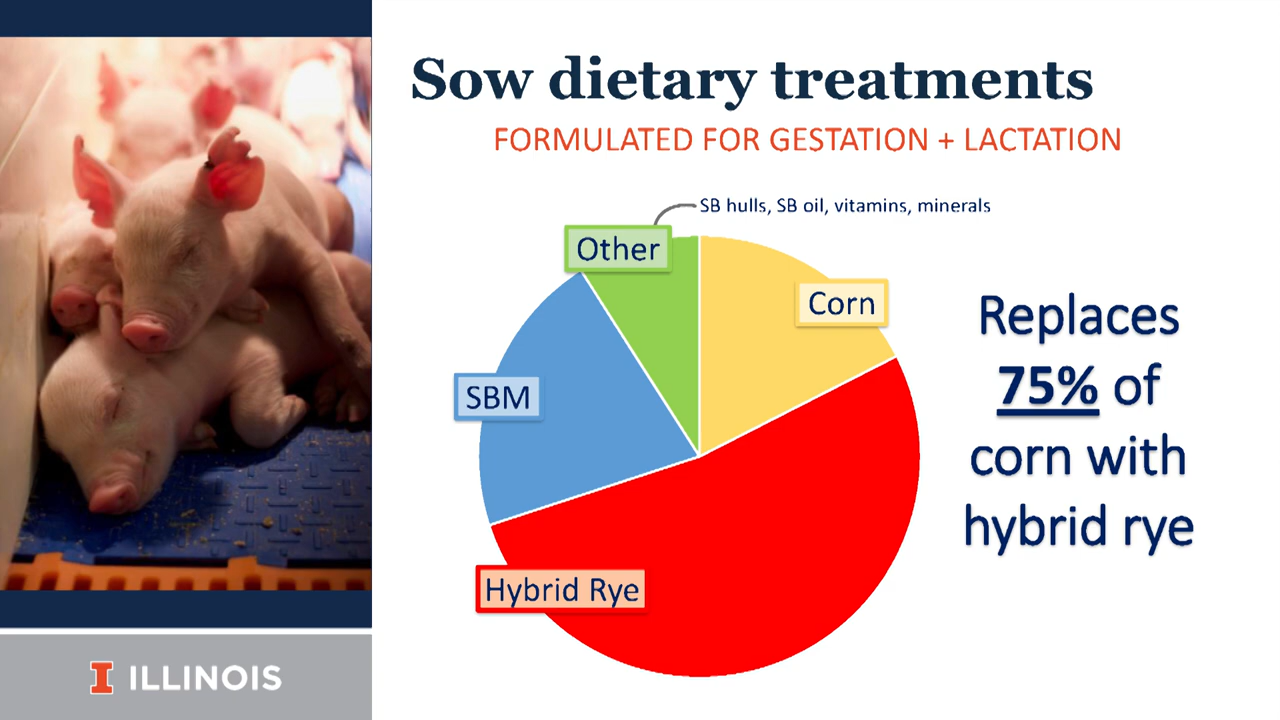 Sow dietary treatments
FORMULATED FOR GESTATION + LACTATION
SB hulls, SB oil, vitamins, minerals
Other
Corn
SBM
Hybrid Rye
Replaces
75% of
corn with
hybrid rye
I ILLINOIS